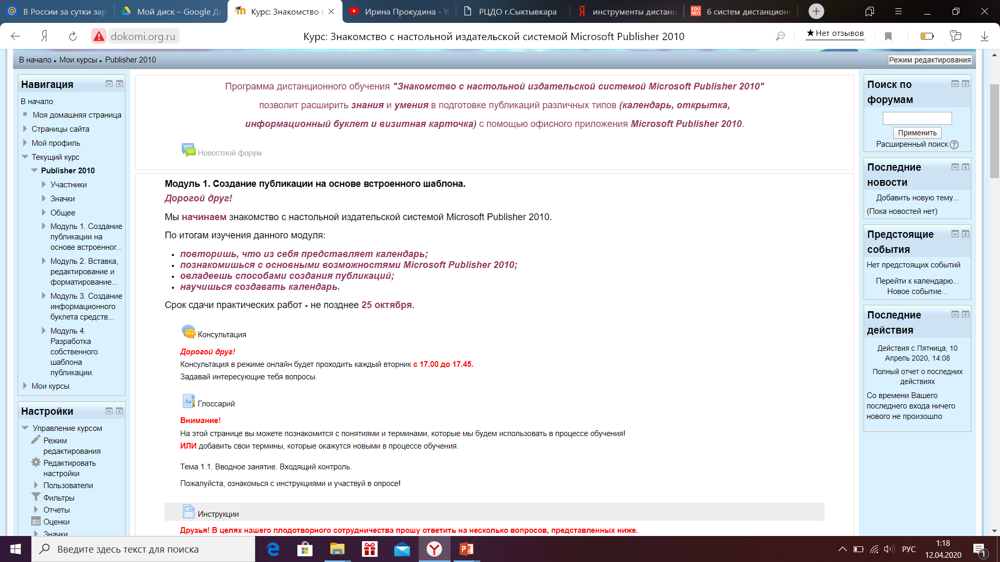 В России за сутки зара
Мой диск – Google Ди
Курс: Знакомство с
Ирина Прокудина - Yo
РЦДО г.Сыктывкара
инструменты дистанц
EDU NEO
6 систем дистанцион
dokomi.org.ru
Курс: Знакомство с настольной издательской системой Microsoft Publisher 2010
★Нет отзывов
В начало ▸ Мои курсы ▸ Publisher 2010
Режим редактирования
Навигация
В начало
Моя домашняя страница
Страницы сайта
Мой профиль
Текущий курс
Publisher 2010
Участники
Значки
Общее
Модуль 1. Создание
публикации на
основе встроенног...
Модуль 2. Вставка,
редактирование и
форматирование...
Модуль 3. Создание
информационного
буклета средств...
Модуль 4.
Разработка
собственного
шаблона
публикации.
Мои курсы
Настройки
Управление курсом
Режим
редактирования
Редактировать
настройки
Пользователи
Фильтры
Отчеты
Оценки
Значки
Программа дистанционного обучения "Знакомство с настольной издательской системой Microsoft Publisher 2010"
позволит расширить знания и умения в подготовке публикаций различных типов (календарь, открытка,
информационный буклет и визитная карточка) с помощью офисного приложения Microsoft Publisher 2010.
Новостной форум
Модуль 1. Создание публикации на основе встроенного шаблона.
Дорогой друг!
Мы начинаем знакомство с настольной издательской системой Microsoft Publisher 2010.
По итогам изучения данного модуля:
• повторишь, что из себя представляет календарь;
• познакомишься с основными возможностями Microsoft Publisher 2010;
• овладеешь способами создания публикаций;
• научишься создавать календарь.
Срок сдачи практических работ - не позднее 25 октября.
Консультация
Дорогой друг!
Консультация в режиме онлайн будет проходить каждый вторник с 17.00 до 17.45.
Задавай интересующие тебя вопросы.
Глоссарий
Внимание!
На этой странице вы можете познакомится с понятиями и терминами, которые мы будем использовать в процессе обучения!
ИЛИ добавить свои термины, которые окажутся новыми в процессе обучения.
Тема 1.1. Вводное занятие. Входящий контроль.
Пожалуйста, ознакомься с инструкциями и участвуй в опросе!
Инструкции
Друзья! В целях нашего плодотворного сотрудничества прошу ответить на несколько вопросов, представленных ниже.
Поиск по
форумам
Применить
Расширенный поиск
Последние
новости
Добавить новую тему...
(Пока новостей нет)
Предстоящие
события
Нет предстоящих событий
Перейти к календарю...
Новое событие...
Последние
действия
Действия с Пятница, 10
Апрель 2020, 14:08
Полный отчет о последних
действиях
Со времени Вашего
последнего входа ничего
нового не произошло
Введите здесь текст для поиска
РУС
1:18
12.04.2020
1